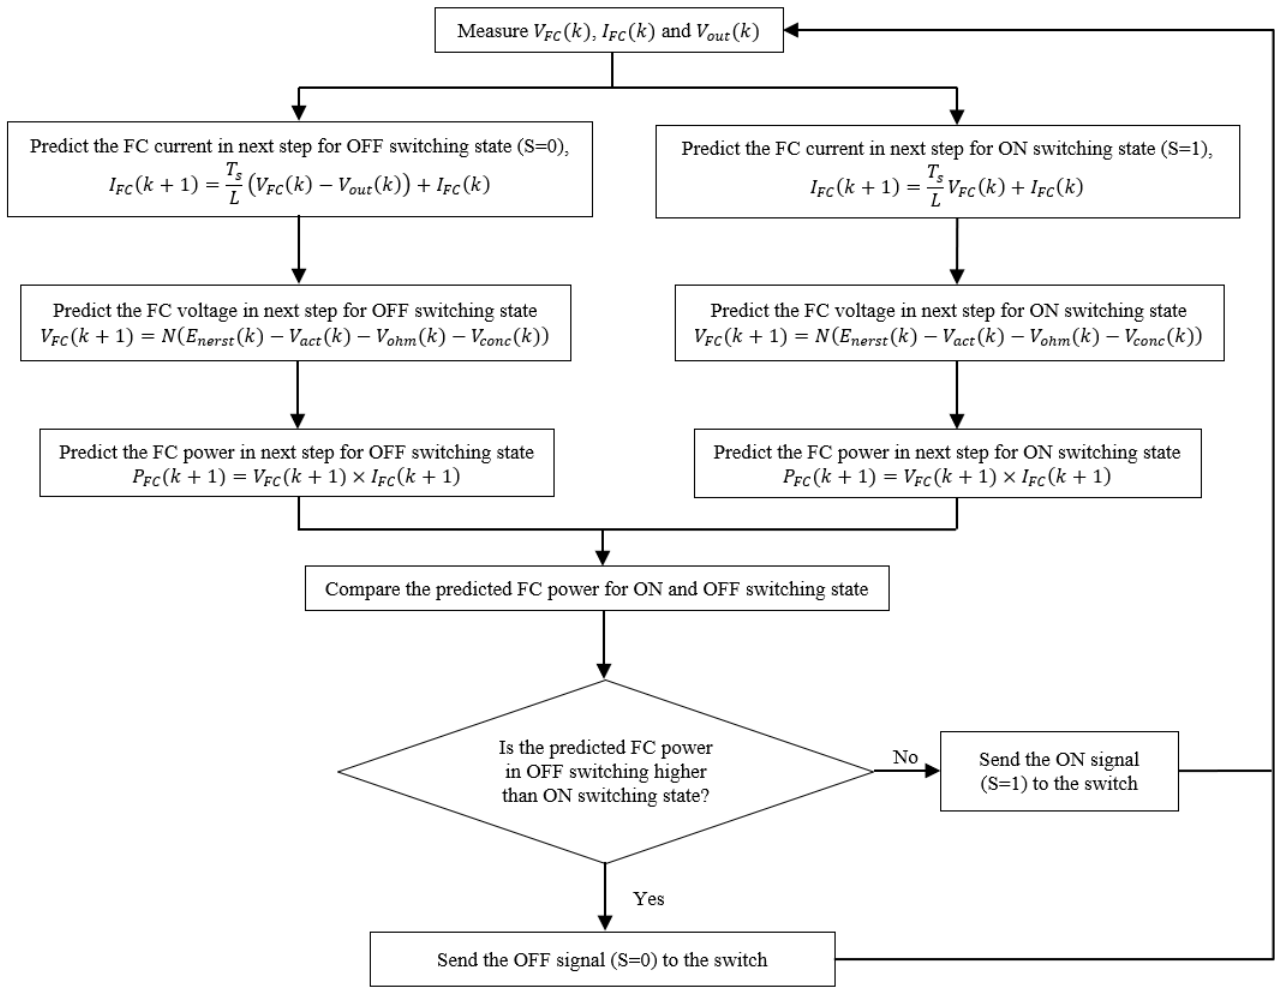 Measure V_FC(k), I_FC(k) and V_out(k)
Predict the FC current in next step for OFF switching state (S=0),
I_FC(k + 1) = T_s/L (V_FC(k) − V_out(k)) + I_FC(k)
Predict the FC current in next step for ON switching state (S=1),
I_FC(k + 1) = T_s/L V_FC(k) + I_FC(k)
Predict the FC voltage in next step for OFF switching state
V_FC(k + 1) = N(E_nerst(k) − V_act(k) − V_ohm(k) − V_conc(k))
Predict the FC voltage in next step for ON switching state
V_FC(k + 1) = N(E_nerst(k) − V_act(k) − V_ohm(k) − V_conc(k))
Predict the FC power in next step for OFF switching state
P_FC(k + 1) = V_FC(k + 1) × I_FC(k + 1)
Predict the FC power in next step for ON switching state
P_FC(k + 1) = V_FC(k + 1) × I_FC(k + 1)
Compare the predicted FC power for ON and OFF switching state
Is the predicted FC power
in OFF switching higher
than ON switching state?
No
Send the ON signal
(S=1) to the switch
Yes
Send the OFF signal (S=0) to the switch